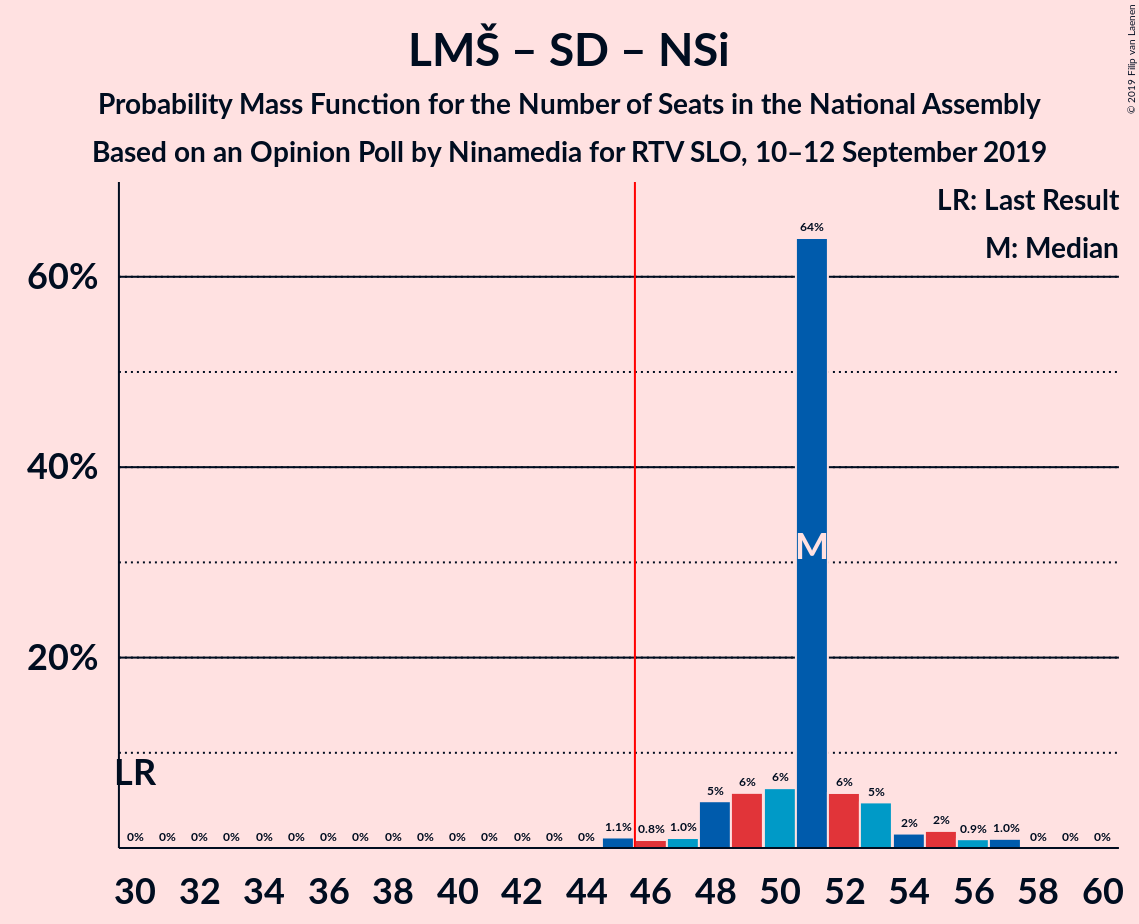 LMŠ – SD – NSi
Probability Mass Function for the Number of Seats in the National Assembly
Based on an Opinion Poll by Ninamedia for RTV SLO, 10–12 September 2019
© 2019 Filip van Laenen
LR: Last Result
M: Median
64%
60%
40%
M
20%
LR
0% 0% 0% 0% 0% 0% 0% 0% 0% 0% 0% 0% 0% 0% 0% 1.1% 0.8% 1.0% 5% 6% 6% 6% 5% 2% 2% 0.9% 1.0% 0% 0% 0%
30 32 34 36 38 40 42 44 46 48 50 52 54 56 58 60